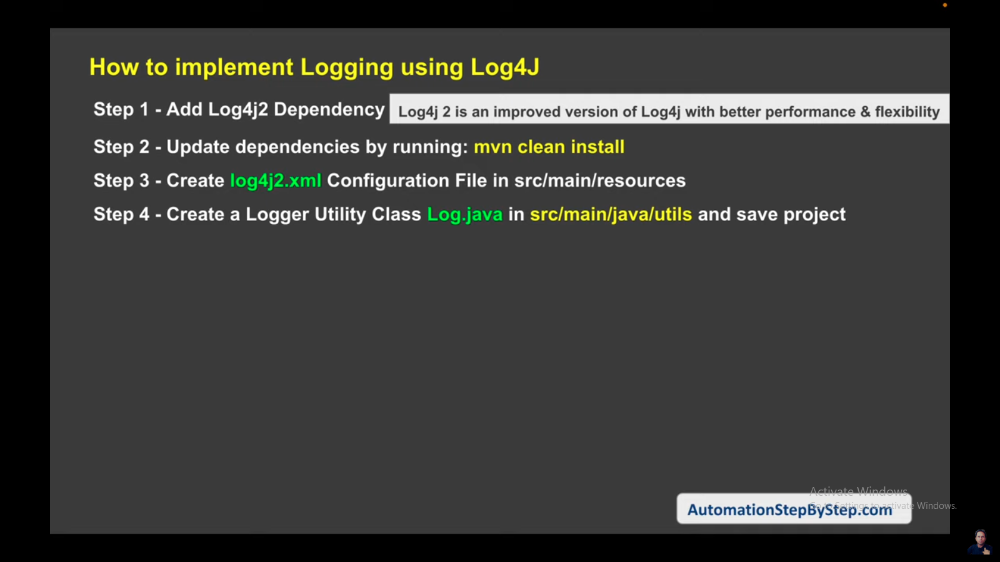 How to implement Logging using Log4J
Step 1 - Add Log4j2 Dependency Log4j 2 is an improved version of Log4j with better performance & flexibility
Step 2 - Update dependencies by running: mvn clean install
Step 3 - Create log4j2.xml Configuration File in src/main/resources
Step 4 - Create a Logger Utility Class Log.java in src/main/java/utils and save project
Activate Windows
Go to Settings to activate Windows.
AutomationStepByStep.com